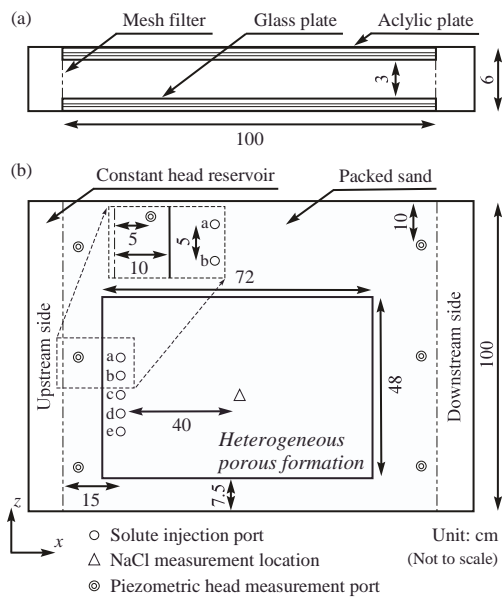 (a)
Mesh filter
Glass plate
Aclylic plate
3
6
100
(b)
Constant head reservoir
Packed sand
5
10
a
5
b
10
72
Upstream side
Downstream side
100
a
b
c
d
e
40
48
Heterogeneous
porous formation
15
7.5
z
x
Solute injection port
Unit: cm
NaCl measurement location
(Not to scale)
Piezometric head measurement port